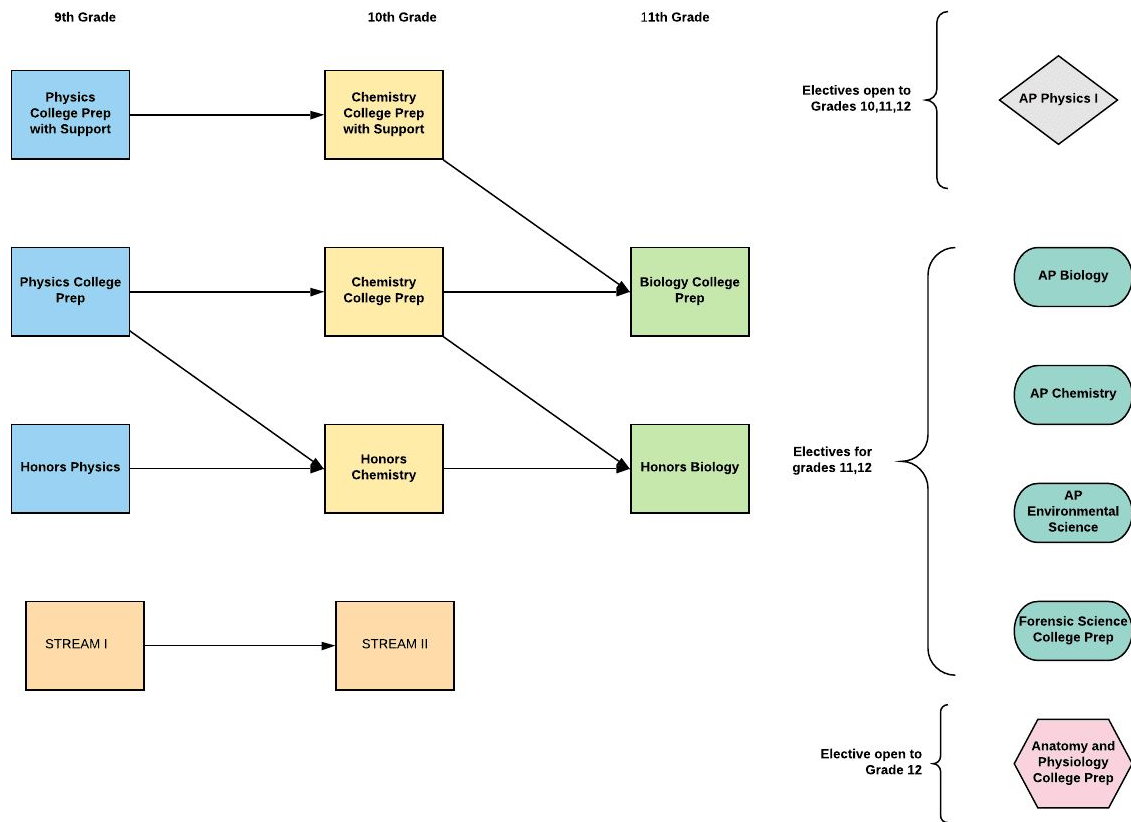 9th Grade
10th Grade
11th Grade
Physics
College Prep
with Support
Chemistry
College Prep
with Support
Electives open to
Grades 10,11,12
AP Physics I
Physics College
Prep
Chemistry
College Prep
Biology College
Prep
AP Biology
AP Chemistry
Honors Physics
Honors
Chemistry
Honors Biology
Electives for
grades 11,12
AP
Environmental
Science
STREAM I
STREAM II
Forensic Science
College Prep
Elective open to
Grade 12
Anatomy and
Physiology
College Prep